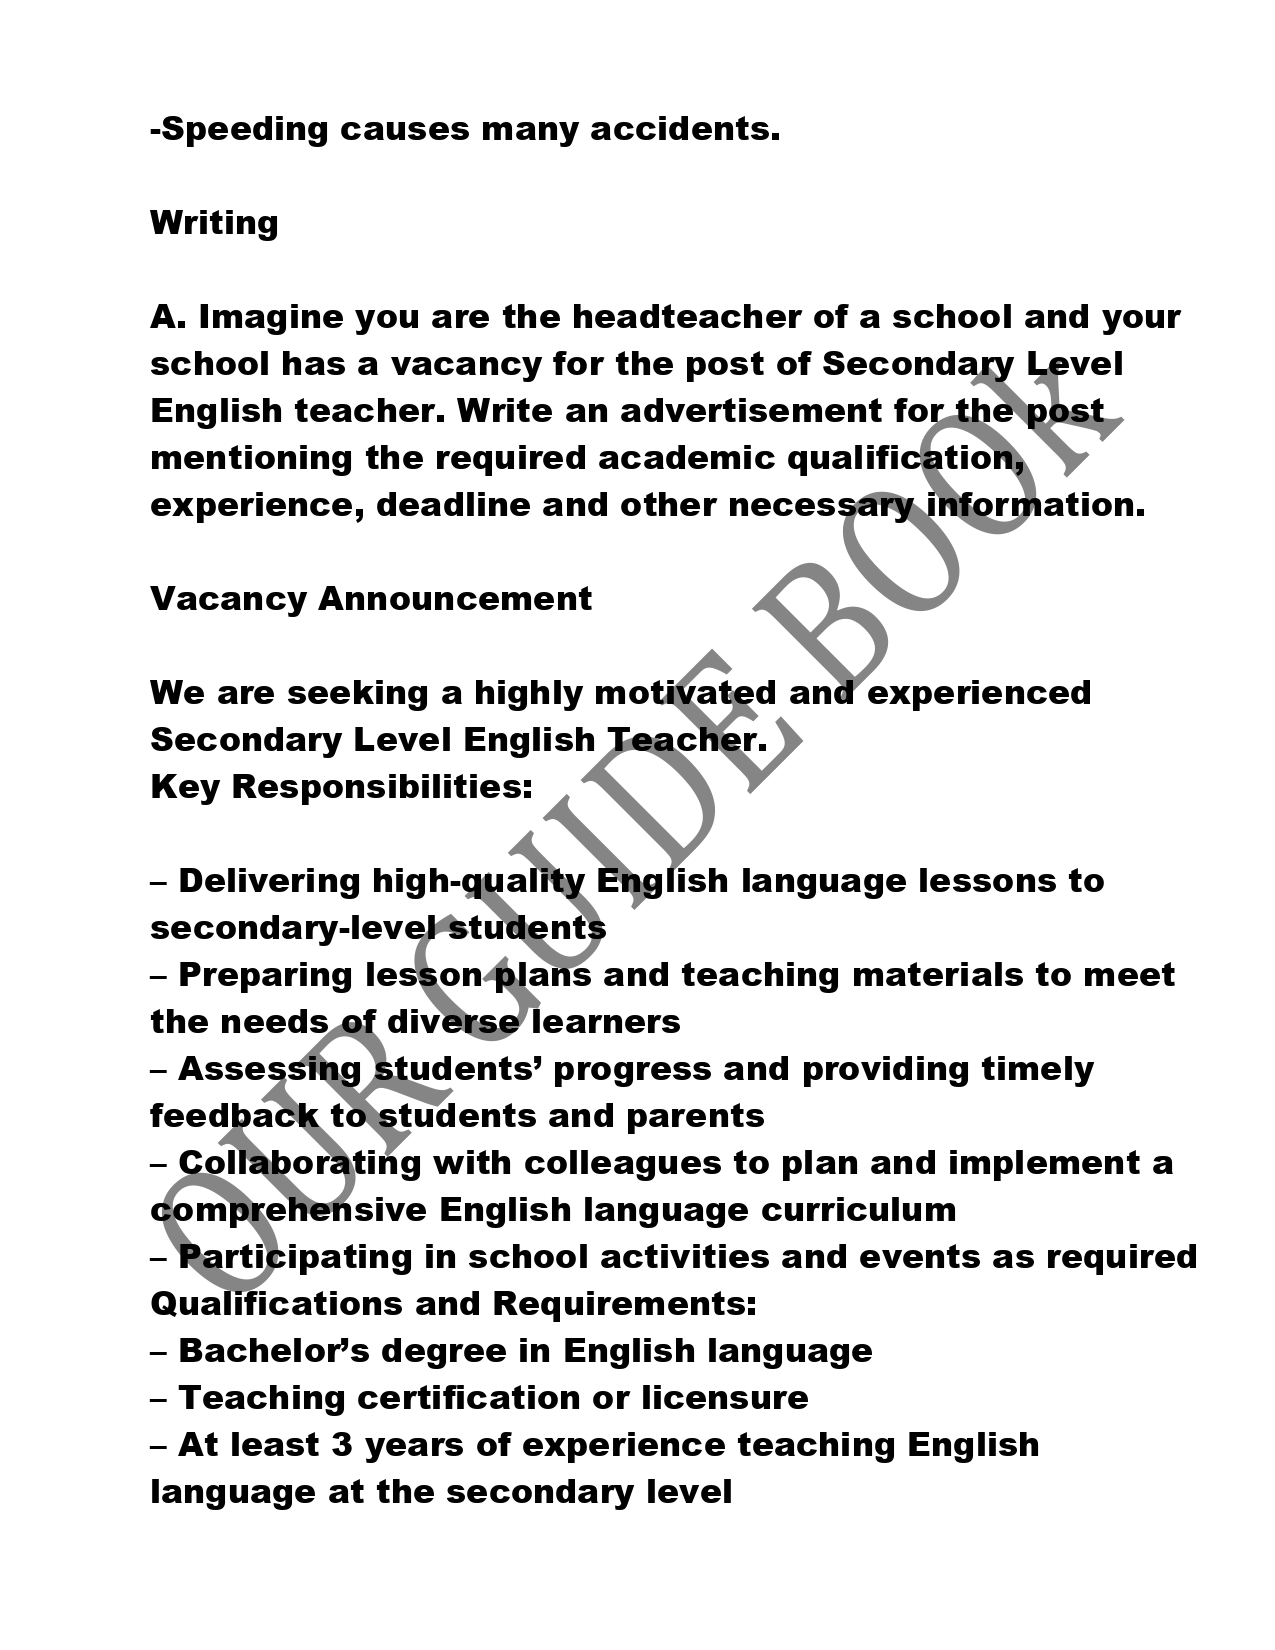 -Speeding causes many accidents.
Writing
A. Imagine you are the headteacher of a school and your
school has a vacancy for the post of Secondary Level
English teacher. Write an advertisement for the post
mentioning the required academic qualification,
experience, deadline and other necessary information.
Vacancy Announcement
We are seeking a highly motivated and experienced
Secondary Level English Teacher.
Key Responsibilities:
– Delivering high-quality English language lessons to
secondary-level students
– Preparing lesson plans and teaching materials to meet
the needs of diverse learners
– Assessing students’ progress and providing timely
feedback to students and parents
– Collaborating with colleagues to plan and implement a
comprehensive English language curriculum
– Participating in school activities and events as required
Qualifications and Requirements:
– Bachelor’s degree in English language
– Teaching certification or licensure
– At least 3 years of experience teaching English
language at the secondary level
OUR GUIDE BOOk